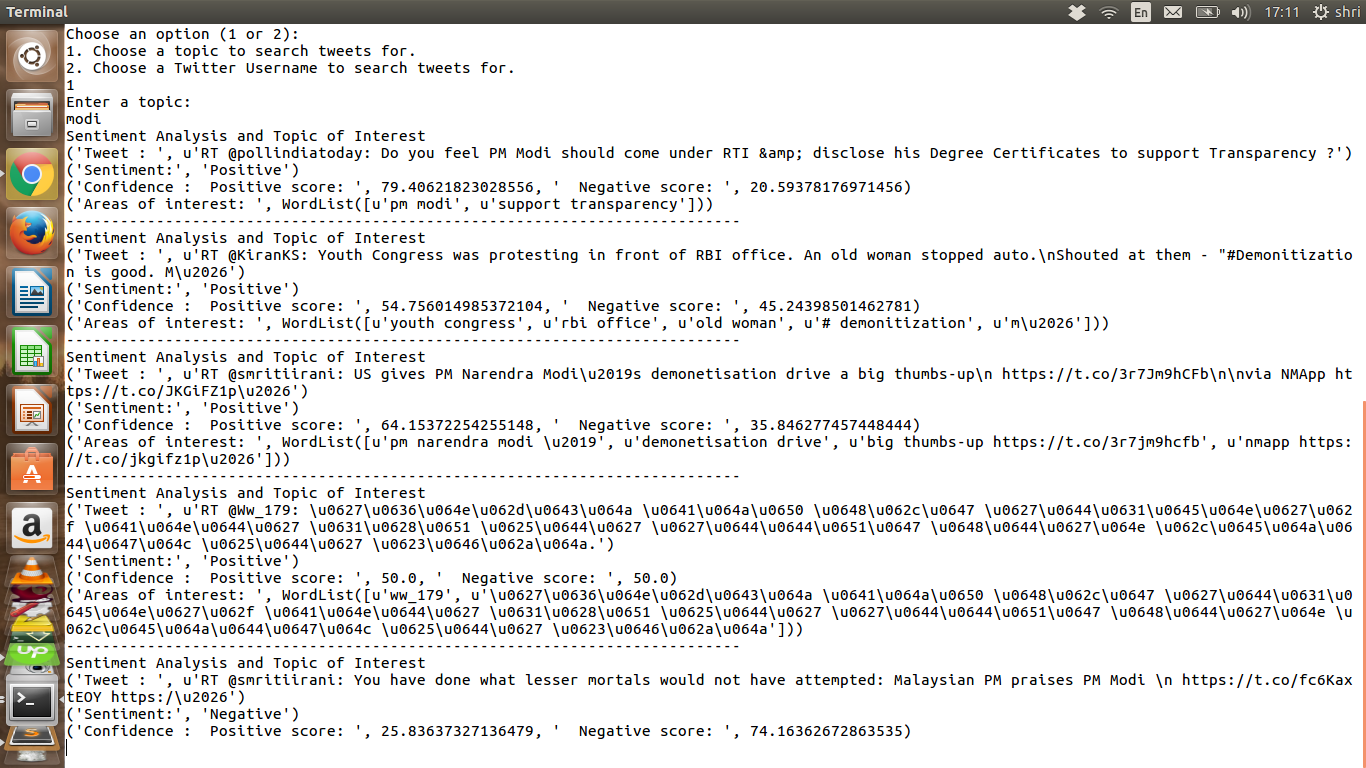 Terminal
En
17:11
shri
Choose an option (1 or 2):
1. Choose a topic to search tweets for.
2. Choose a Twitter Username to search tweets for.
1
Enter a topic:
modi
Sentiment Analysis and Topic of Interest
('Tweet : ', u'RT @pollindiatoday: Do you feel PM Modi should come under RTI &amp; disclose his Degree Certificates to support Transparency ?')
('Sentiment:', 'Positive')
('Confidence :  Positive score: ', 79.40621823028556, '  Negative score: ', 20.59378176971456)
('Areas of interest: ', WordList([u'pm modi', u'support transparency']))
---------------------------------------------------------------------------
Sentiment Analysis and Topic of Interest
('Tweet : ', u'RT @KiranKS: Youth Congress was protesting in front of RBI office. An old woman stopped auto.\nShouted at them - "#Demonitizatio
n is good. M\u2026')
('Sentiment:', 'Positive')
('Confidence :  Positive score: ', 54.756014985372104, '  Negative score: ', 45.24398501462781)
('Areas of interest: ', WordList([u'youth congress', u'rbi office', u'old woman', u'# demonitization', u'm\u2026']))
---------------------------------------------------------------------------
Sentiment Analysis and Topic of Interest
('Tweet : ', u'RT @smritiirani: US gives PM Narendra Modi\u2019s demonetisation drive a big thumbs-up\n https://t.co/3r7Jm9hCFb\n\nvia NMApp ht
tps://t.co/JKGiFZ1p\u2026')
('Sentiment:', 'Positive')
('Confidence :  Positive score: ', 64.15372254255148, '  Negative score: ', 35.846277457448444)
('Areas of interest: ', WordList([u'pm narendra modi \u2019', u'demonetisation drive', u'big thumbs-up https://t.co/3r7jm9hcfb', u'nmapp https:
//t.co/jkgifz1p\u2026']))
---------------------------------------------------------------------------
Sentiment Analysis and Topic of Interest
('Tweet : ', u'RT @Ww_179: \u0627\u0636\u064e\u062d\u0643\u064a \u0641\u064a\u0650 \u0648\u062c\u0647 \u0627\u0644\u0631\u0645\u064e\u0627\u062
f \u0641\u064e\u0644\u0627 \u0631\u0628\u0651 \u0625\u0644\u0627 \u0627\u0644\u0644\u0651\u0647 \u0648\u0644\u0627\u064e \u062c\u0645\u064a\u06
44\u0647\u064c \u0625\u0644\u0627 \u0623\u0646\u062a\u064a.')
('Sentiment:', 'Positive')
('Confidence :  Positive score: ', 50.0, '  Negative score: ', 50.0)
('Areas of interest: ', WordList([u'ww_179', u'\u0627\u0636\u064e\u062d\u0643\u064a \u0641\u064a\u0650 \u0648\u062c\u0647 \u0627\u0644\u0631\u0
645\u064e\u0627\u062f \u0641\u064e\u0644\u0627 \u0631\u0628\u0651 \u0625\u0644\u0627 \u0627\u0644\u0644\u0651\u0647 \u0648\u0644\u0627\u064e \u
062c\u0645\u064a\u0644\u0647\u064c \u0625\u0644\u0627 \u0623\u0646\u062a\u064a']))
---------------------------------------------------------------------------
Sentiment Analysis and Topic of Interest
('Tweet : ', u'RT @smritiirani: You have done what lesser mortals would not have attempted: Malaysian PM praises PM Modi \n https://t.co/fc6Kax
tEOY https:/\u2026')
('Sentiment:', 'Negative')
('Confidence :  Positive score: ', 25.83637327136479, '  Negative score: ', 74.16362672863535)